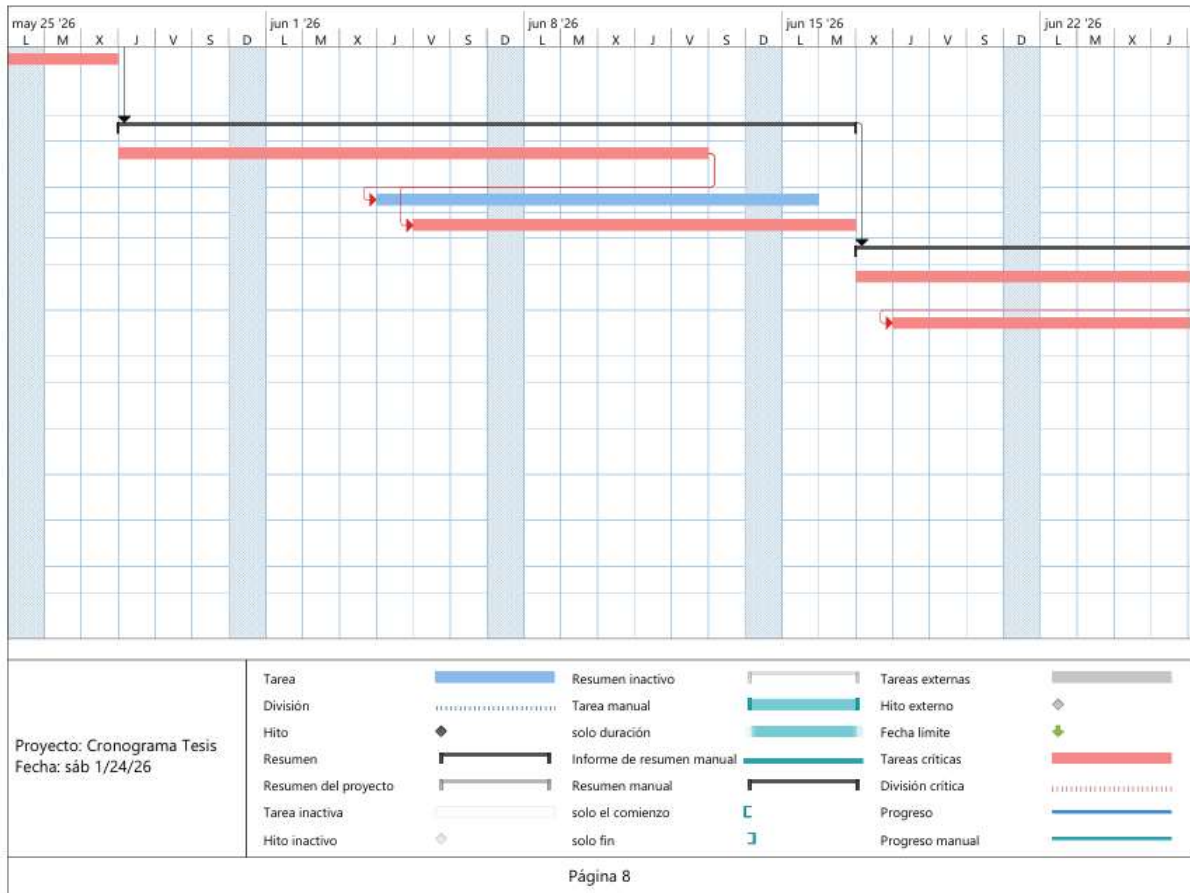 may 25 '26 jun 1 '26 jun 8 '26 jun 15 '26 jun 22 '26
L M X J V S D L M X J V S D L M X J V S D L M X J V S D L M X J
Proyecto: Cronograma Tesis
Fecha: sáb 1/24/26
Tarea
División
Hito
Resumen
Resumen del proyecto
Tarea inactiva
Hito inactivo
Resumen inactivo
Tarea manual
solo duración
Informe de resumen manual
Resumen manual
solo el comienzo
solo fin
Tareas externas
Hito externo
Fecha límite
Tareas críticas
División crítica
Progreso
Progreso manual
Página 8